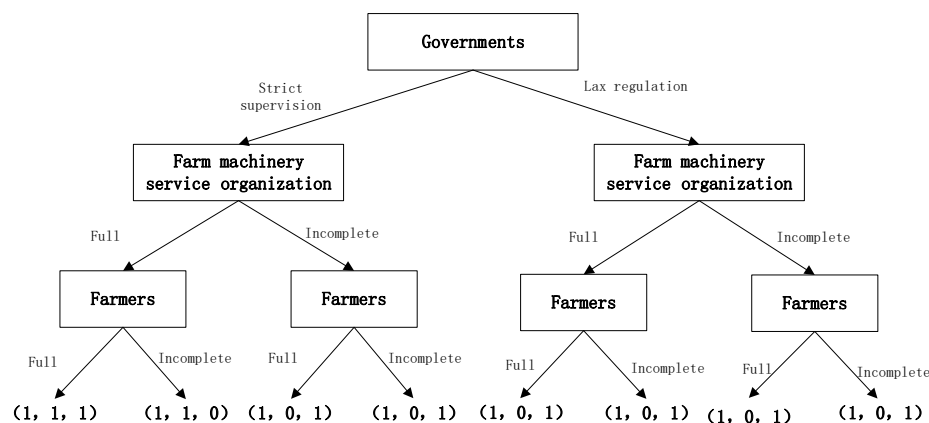 Governments
Strict
supervision
Lax regulation
Farm machinery
service organization
Farm machinery
service organization
Full
Incomplete
Full
Incomplete
Farmers
Farmers
Farmers
Farmers
Full
Incomplete
Full
Incomplete
Full
Incomplete
Full
Incomplete
(1, 1, 1)
(1, 1, 0)
(1, 0, 1)
(1, 0, 1)
(1, 0, 1)
(1, 0, 1)
(1, 0, 1)
(1, 0, 1)